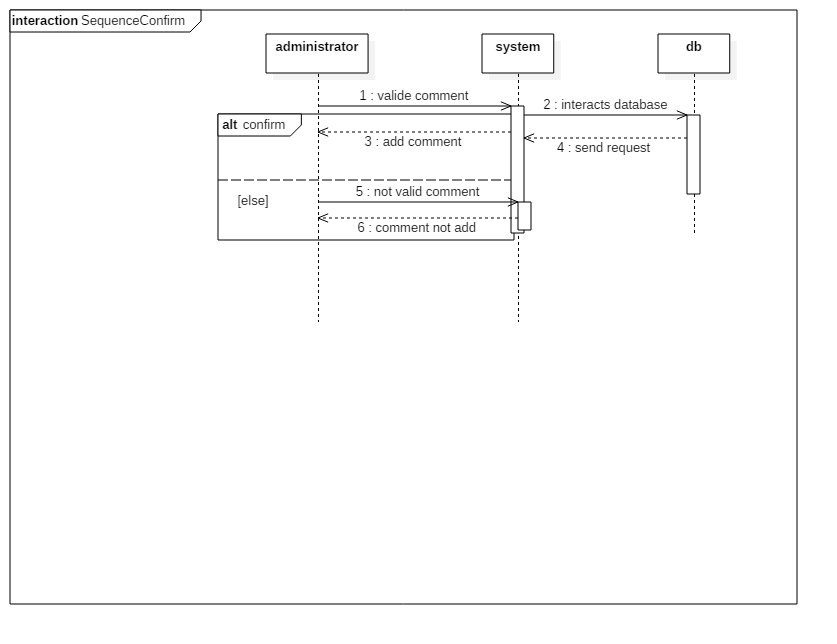 interaction SequenceConfirm
administrator
system
db
1 : valide comment
2 : interacts database
alt confirm
3 : add comment
4 : send request
5 : not valid comment
[else]
6 : comment not add